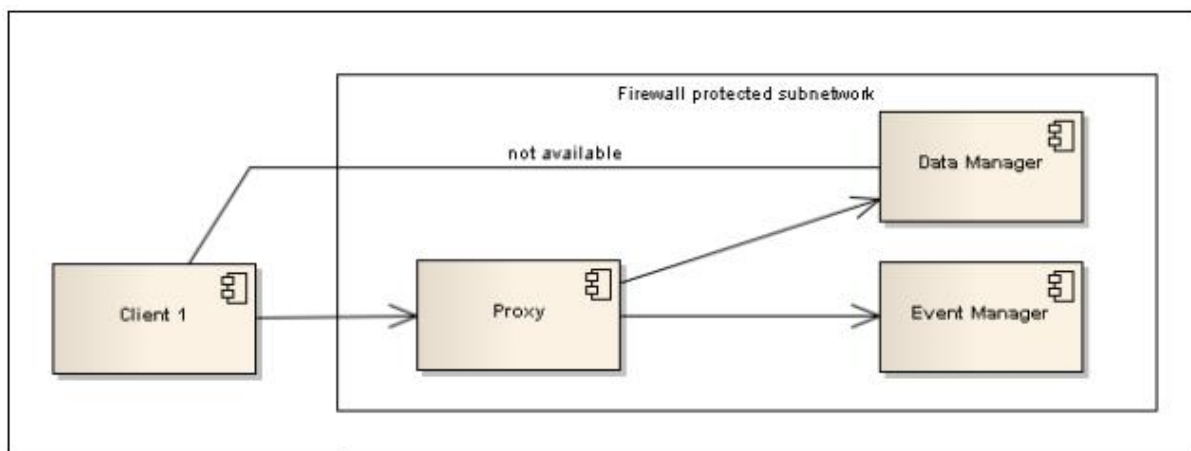 Firewall protected subnetwork
not available
Data Manager
Client 1
Proxy
Event Manager